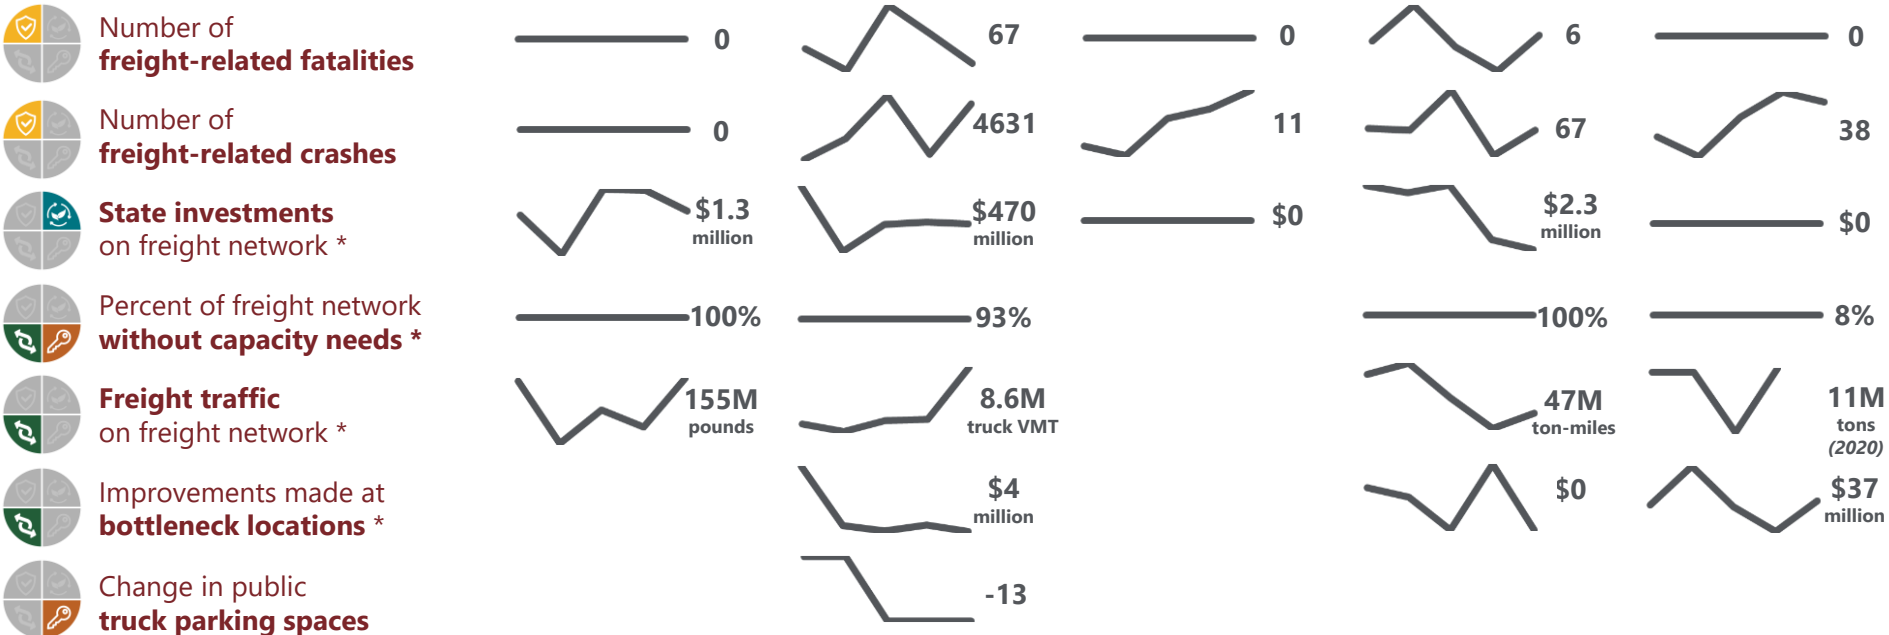 Number of
freight-related fatalities
0
67
0
6
0
Number of
freight-related crashes
0
4631
11
67
38
State investments
on freight network *
$1.3
million
$470
million
$0
$2.3
million
$0
Percent of freight network
without capacity needs *
100%
93%
100%
8%
Freight traffic
on freight network *
155M
pounds
8.6M
truck VMT
47M
ton-miles
11M
tons
(2020)
Improvements made at
bottleneck locations *
$4
million
$0
$37
million
Change in public
truck parking spaces
-13